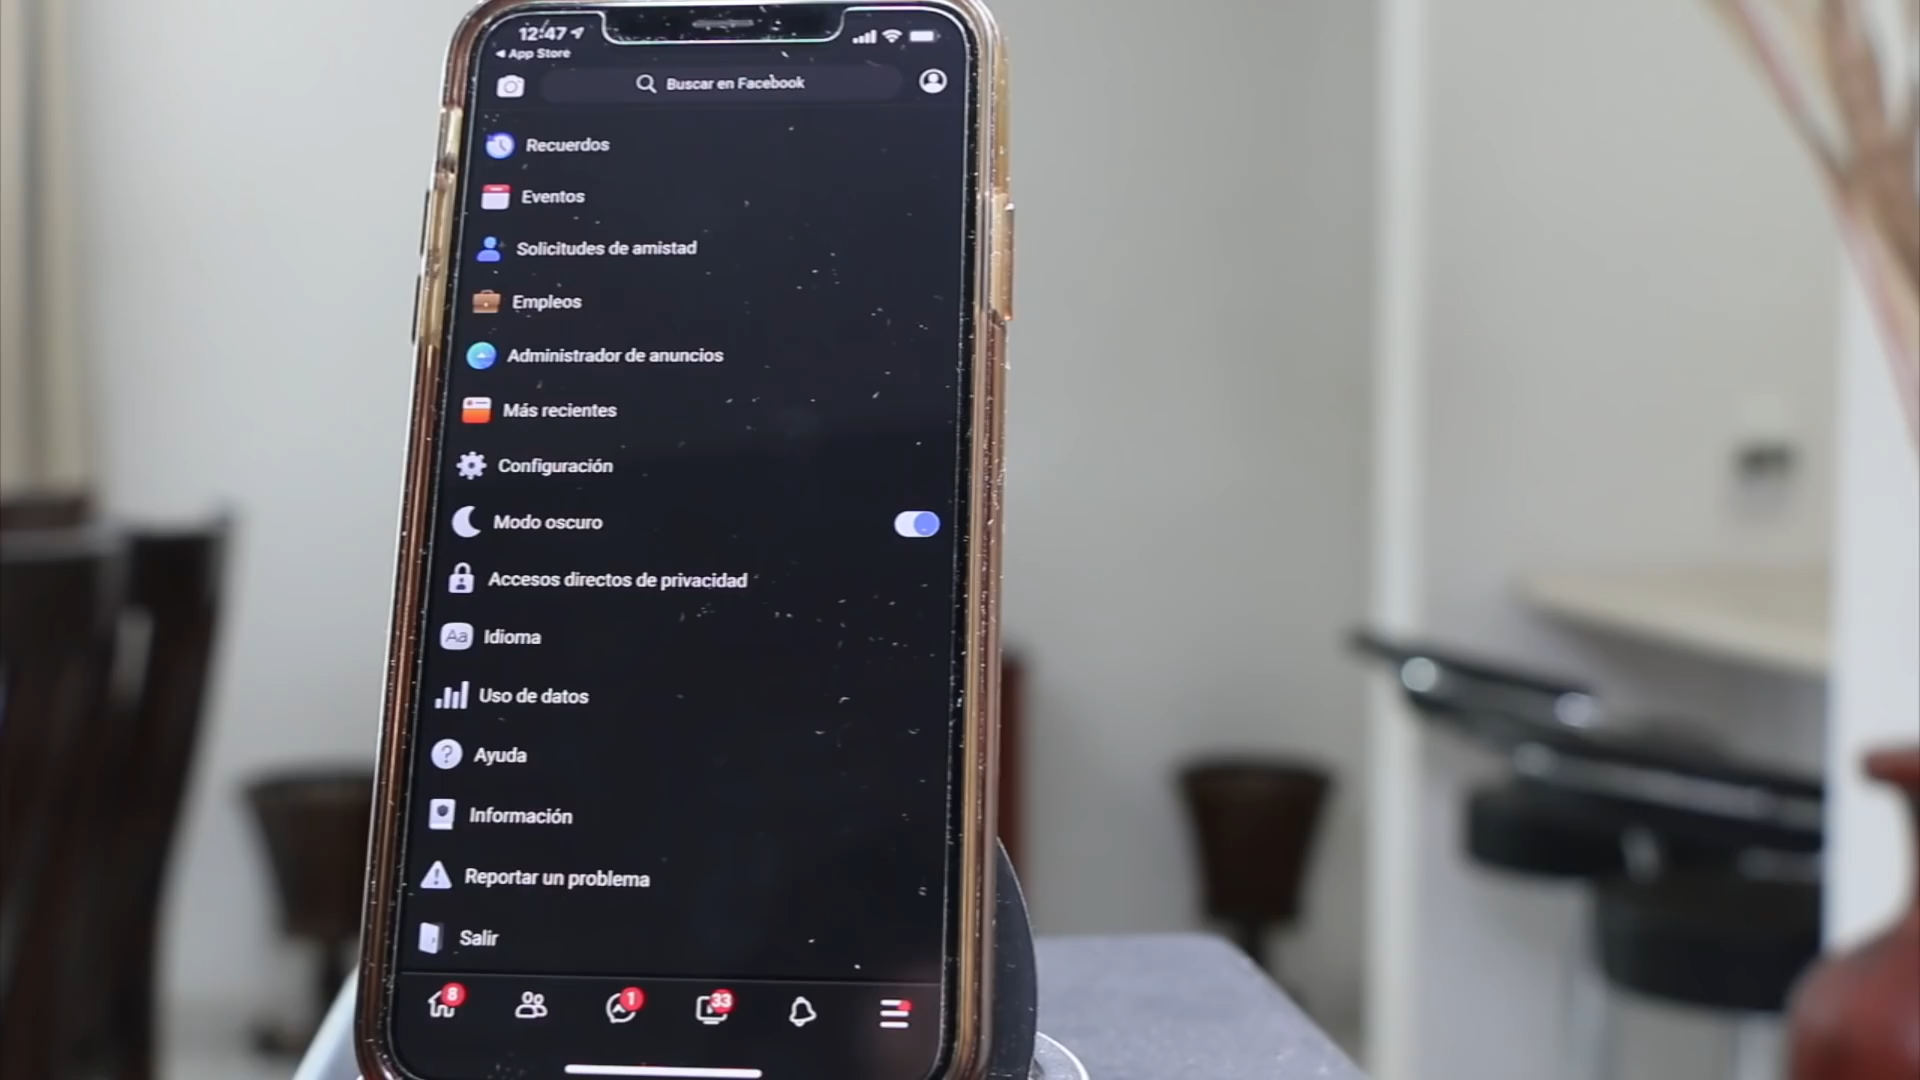 12:47
App Store
Buscar en Facebook
Recuerdos
Eventos
Solicitudes de amistad
Empleos
Administrador de anuncios
Más recientes
Configuración
Modo oscuro
Accesos directos de privacidad
Aa Idioma
Uso de datos
? Ayuda
Información
Reportar un problema
Salir
8 1 33